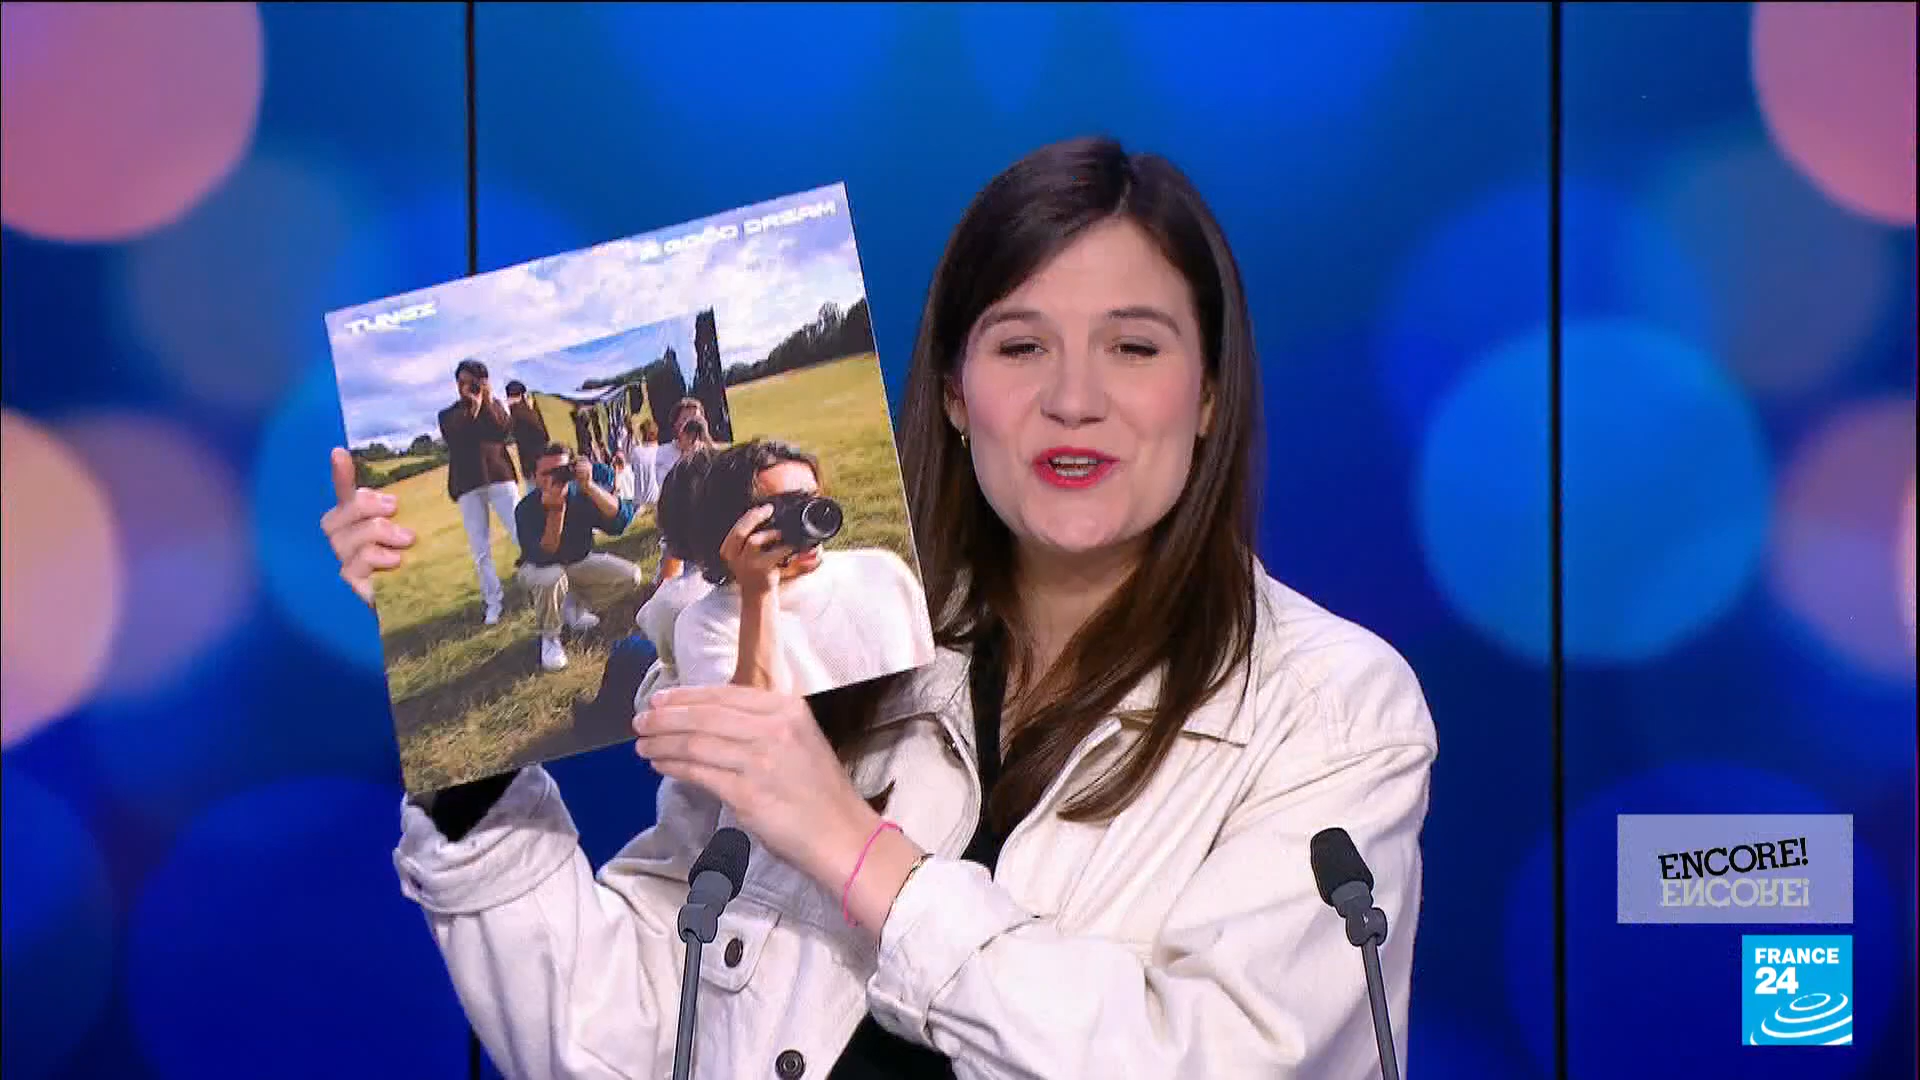 A GOOD DREAM
TUNGZ
ENCORE!
ENCORE!
FRANCE
24